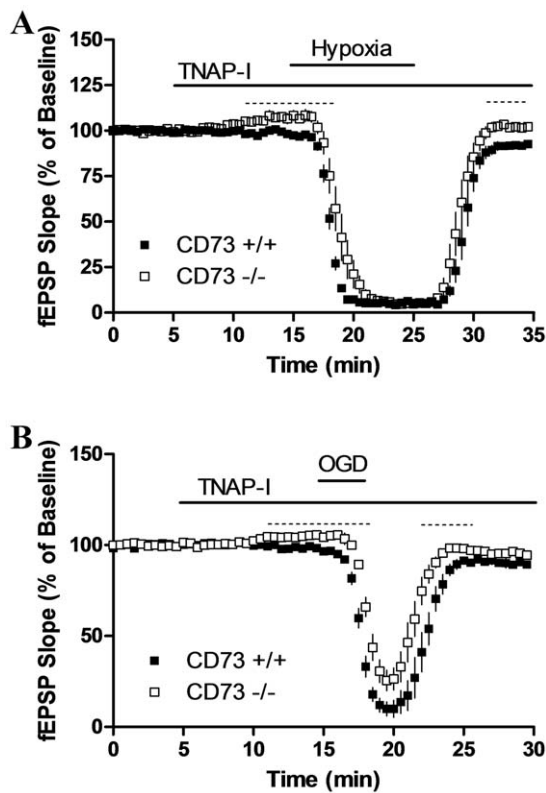 A
fEPSP Slope (% of Baseline)
150
125
100
75
50
25
0
Hypoxia
TNAP-I
CD73 +/+
CD73 -/-
0 5 10 15 20 25 30 35
Time (min)
B
fEPSP Slope (% of Baseline)
150
100
50
0
OGD
TNAP-I
CD73 +/+
CD73 -/-
0 5 10 15 20 25 30
Time (min)